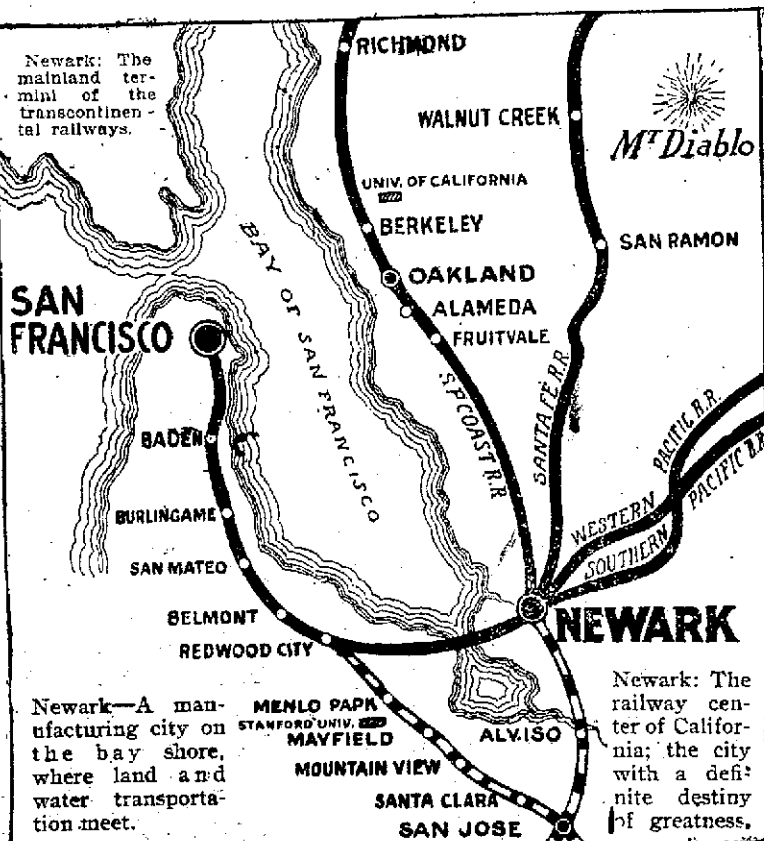 Newark: The
mainland ter-
mini of the
transcontinen-
tal railways.
RICHMOND
WALNUT CREEK
MT Diablo
UNIV. OF CALIFORNIA
BERKELEY
SAN RAMON
OAKLAND
ALAMEDA
FRUITVALE
BAY OF SAN FRANCISCO
SAN
FRANCISCO
S.P. COAST R.R.
SANTA FE R.R.
WESTERN PACIFIC R.R.
SOUTHERN PACIFIC R.R.
BADEN
BURLINGAME
SAN MATEO
BELMONT
REDWOOD CITY
NEWARK
MENLO PARK
STANFORD UNIV.
MAYFIELD
MOUNTAIN VIEW
SANTA CLARA
SAN JOSE
ALVISO
Newark—A man-
ufacturing city on
the bay shore,
where land and
water transporta-
tion meet.
Newark: The
railway cen-
ter of Califor-
nia; the city
with a defi-
nite destiny
of greatness,